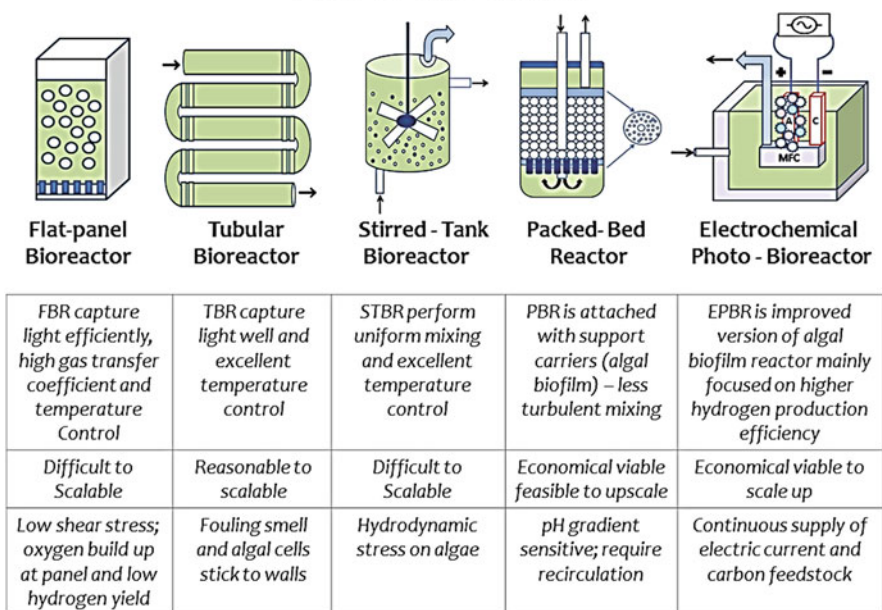 +
−
A
C
MFC
Flat-panel
Bioreactor
Tubular
Bioreactor
Stirred - Tank
Bioreactor
Packed- Bed
Reactor
Electrochemical
Photo - Bioreactor
FBR capture
light efficiently,
high gas transfer
coefficient and
temperature
Control
TBR capture
light well and
excellent
temperature
control
STBR perform
uniform mixing
and excellent
temperature
control
PBR is attached
with support
carriers (algal
biofilm) – less
turbulent mixing
EPBR is improved
version of algal
biofilm reactor mainly
focused on higher
hydrogen production
efficiency
Difficult to
Scalable
Reasonable to
scalable
Difficult to
Scalable
Economical viable
feasible to upscale
Economical viable to
scale up
Low shear stress;
oxygen build up
at panel and low
hydrogen yield
Fouling smell
and algal cells
stick to walls
Hydrodynamic
stress on algae
pH gradient
sensitive; require
recirculation
Continuous supply of
electric current and
carbon feedstock